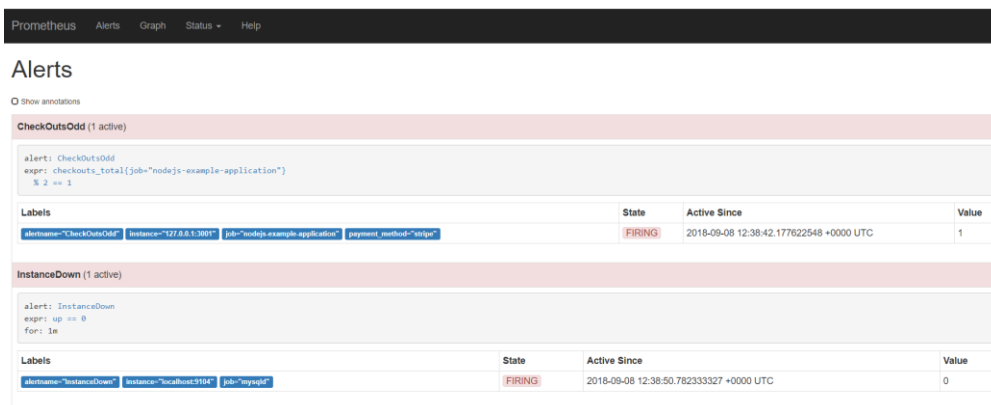 Prometheus Alerts Graph Status Help
Alerts
Show annotations
CheckOutsOdd (1 active)
alert: CheckOutsOdd
expr: checkouts_total{job="nodejs-example-application"}
% 2 == 1
Labels State Active Since Value
alertname="CheckOutsOdd" instance="127.0.0.1:3001" job="nodejs-example-application" payment_method="stripe" FIRING 2018-09-08 12:38:42.177622548 +0000 UTC 1
InstanceDown (1 active)
alert: InstanceDown
expr: up == 0
for: 1m
Labels State Active Since Value
alertname="InstanceDown" instance="localhost:9104" job="mysqld" FIRING 2018-09-08 12:38:50.782333327 +0000 UTC 0